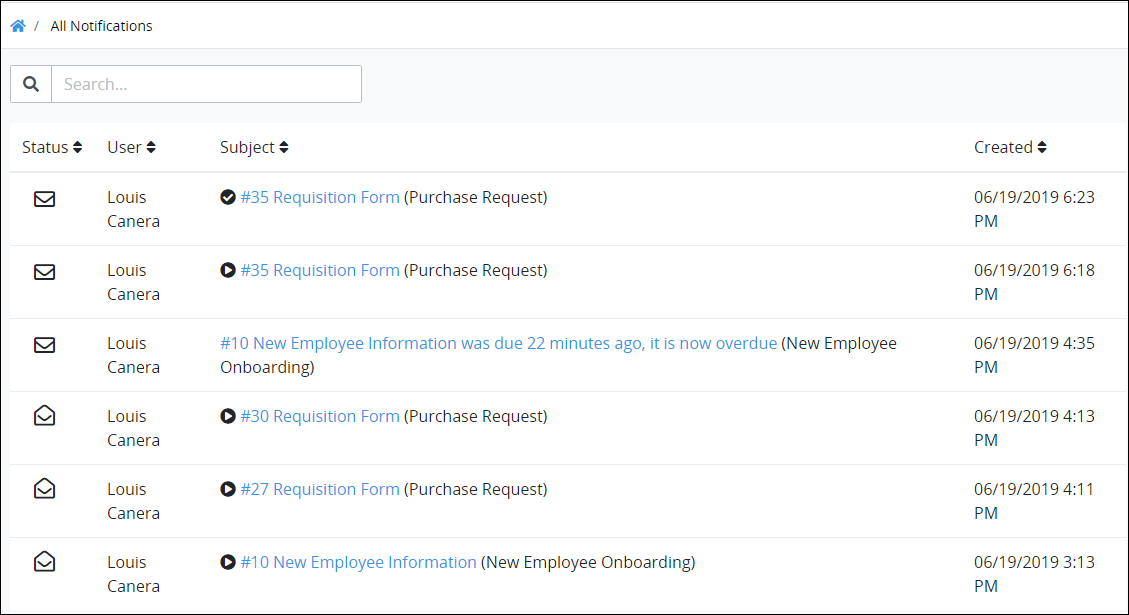 / All Notifications
Search...
Status User Subject Created
Louis #35 Requisition Form (Purchase Request) 06/19/2019 6:23
Canera PM
Louis #35 Requisition Form (Purchase Request) 06/19/2019 6:18
Canera PM
Louis #10 New Employee Information was due 22 minutes ago, it is now overdue (New Employee 06/19/2019 4:35
Canera Onboarding) PM
Louis #30 Requisition Form (Purchase Request) 06/19/2019 4:13
Canera PM
Louis #27 Requisition Form (Purchase Request) 06/19/2019 4:11
Canera PM
Louis #10 New Employee Information (New Employee Onboarding) 06/19/2019 3:13
Canera PM